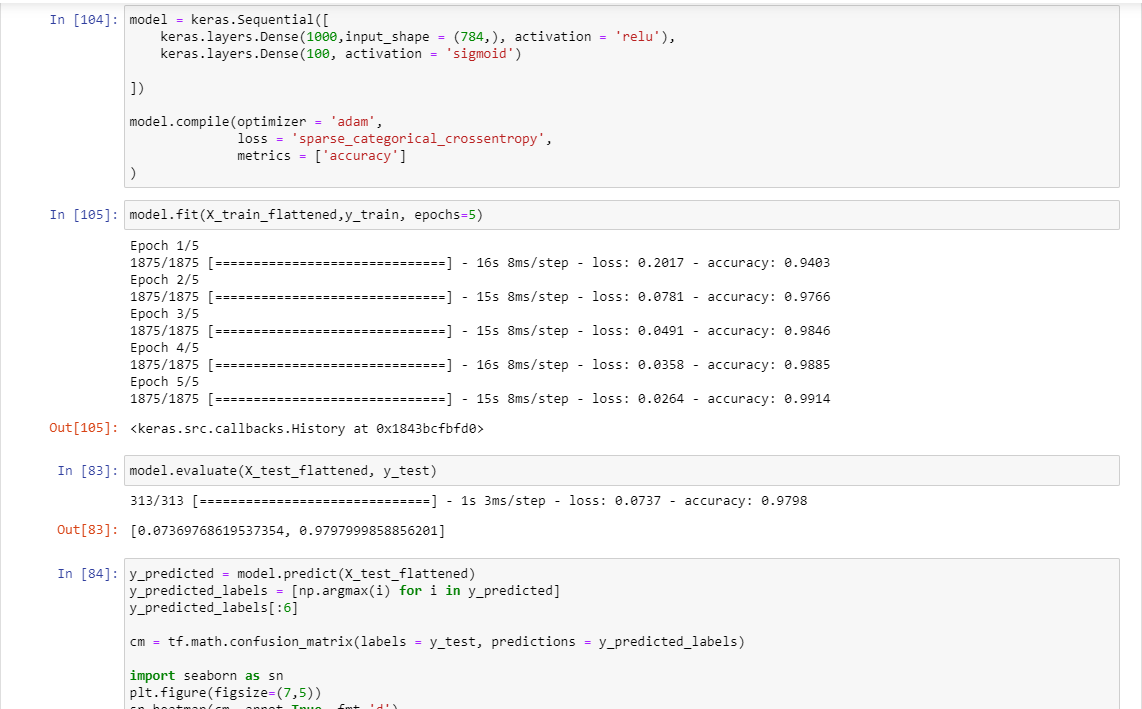 In [104]: model = keras.Sequential([
    keras.layers.Dense(1000,input_shape = (784,), activation = 'relu'),
    keras.layers.Dense(100, activation = 'sigmoid')
])
model.compile(optimizer = 'adam',
              loss = 'sparse_categorical_crossentropy',
              metrics = ['accuracy']
)
In [105]: model.fit(X_train_flattened,y_train, epochs=5)
Epoch 1/5
1875/1875 [==============================] - 16s 8ms/step - loss: 0.2017 - accuracy: 0.9403
Epoch 2/5
1875/1875 [==============================] - 15s 8ms/step - loss: 0.0781 - accuracy: 0.9766
Epoch 3/5
1875/1875 [==============================] - 15s 8ms/step - loss: 0.0491 - accuracy: 0.9846
Epoch 4/5
1875/1875 [==============================] - 16s 8ms/step - loss: 0.0358 - accuracy: 0.9885
Epoch 5/5
1875/1875 [==============================] - 15s 8ms/step - loss: 0.0264 - accuracy: 0.9914
Out[105]: <keras.src.callbacks.History at 0x1843bcfbfd0>
In [83]: model.evaluate(X_test_flattened, y_test)
313/313 [==============================] - 1s 3ms/step - loss: 0.0737 - accuracy: 0.9798
Out[83]: [0.07369768619537354, 0.9797999858856201]
In [84]: y_predicted = model.predict(X_test_flattened)
y_predicted_labels = [np.argmax(i) for i in y_predicted]
y_predicted_labels[:6]
cm = tf.math.confusion_matrix(labels = y_test, predictions = y_predicted_labels)
import seaborn as sn
plt.figure(figsize=(7,5))